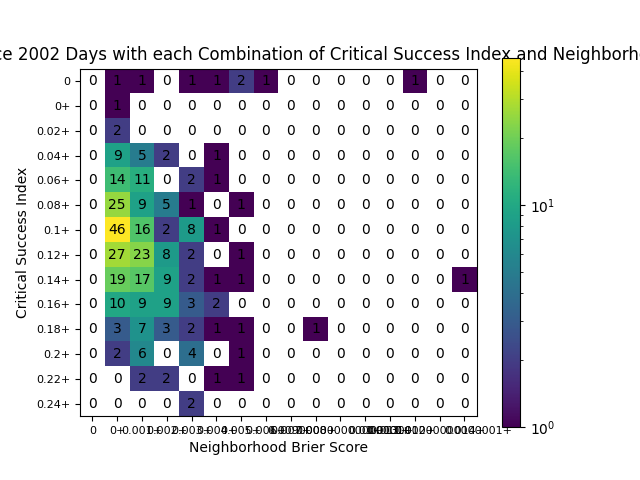 ce 2002 Days with each Combination of Critical Success Index and Neighborho
0 0 1 1 0 1 1 2 1 0 0 0 0 0 1 0 0
0+ 0 1 0 0 0 0 0 0 0 0 0 0 0 0 0 0
0.02+ 0 2 0 0 0 0 0 0 0 0 0 0 0 0 0 0
0.04+ 0 9 5 2 0 1 0 0 0 0 0 0 0 0 0 0
0.06+ 0 14 11 0 2 1 0 0 0 0 0 0 0 0 0 0
0.08+ 0 25 9 5 1 0 1 0 0 0 0 0 0 0 0 0
0.1+ 0 46 16 2 8 1 0 0 0 0 0 0 0 0 0 0
0.12+ 0 27 23 8 2 0 1 0 0 0 0 0 0 0 0 0
0.14+ 0 19 17 9 2 1 1 0 0 0 0 0 0 0 0 1
0.16+ 0 10 9 9 3 2 0 0 0 0 0 0 0 0 0 0
0.18+ 0 3 7 3 2 1 1 0 0 1 0 0 0 0 0 0
0.2+ 0 2 6 0 4 0 1 0 0 0 0 0 0 0 0 0
0.22+ 0 0 2 2 0 1 1 0 0 0 0 0 0 0 0 0
0.24+ 0 0 0 0 2 0 0 0 0 0 0 0 0 0 0 0
0 0+ 0.001+ 0.002+ 0.003+ 0.004+ 0.005+
Critical Success Index
Neighborhood Brier Score
10¹
10⁰